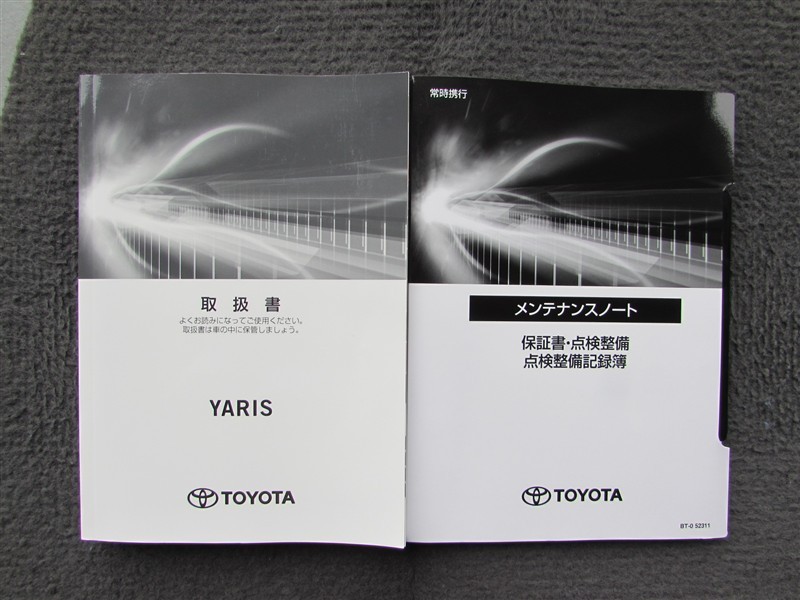 取扱書
よくお読みになってご使用ください。
取扱書は車の中に保管しましょう。
YARIS
TOYOTA
常時携行
メンテナンスノート
保証書・点検整備
点検整備記録簿
TOYOTA
BT-0 52311